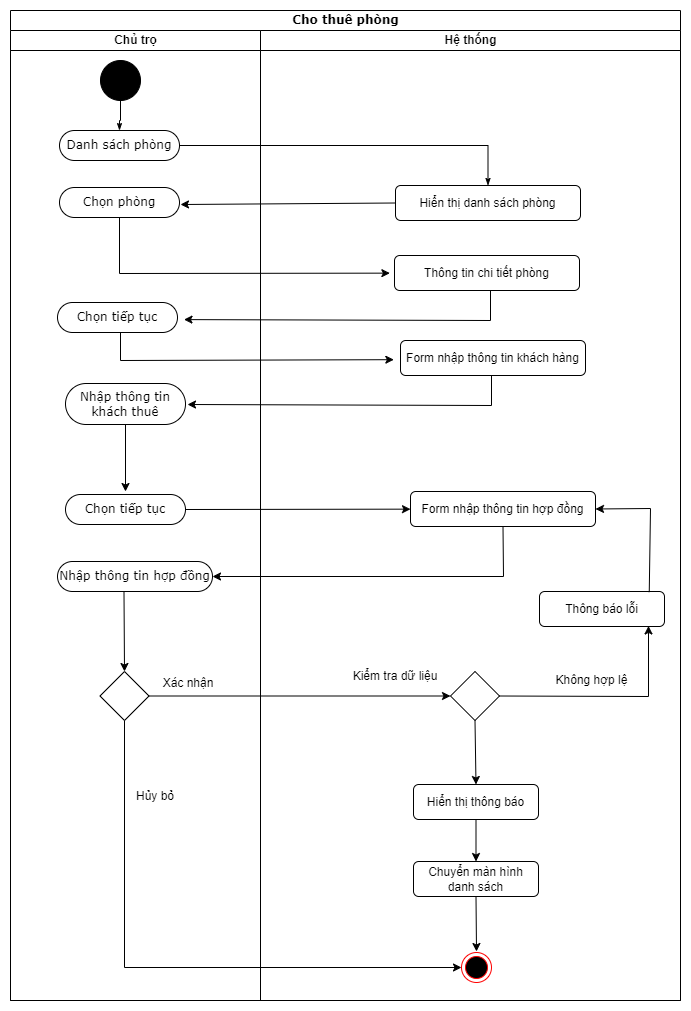 Cho thuê phòng
Chủ trọ
Hệ thống
Danh sách phòng
Hiển thị danh sách phòng
Chọn phòng
Thông tin chi tiết phòng
Chọn tiếp tục
Form nhập thông tin khách hàng
Nhập thông tin
khách thuê
Chọn tiếp tục
Form nhập thông tin hợp đồng
Nhập thông tin hợp đồng
Thông báo lỗi
Xác nhận
Kiểm tra dữ liệu
Không hợp lệ
Hủy bỏ
Hiển thị thông báo
Chuyển màn hình
danh sách